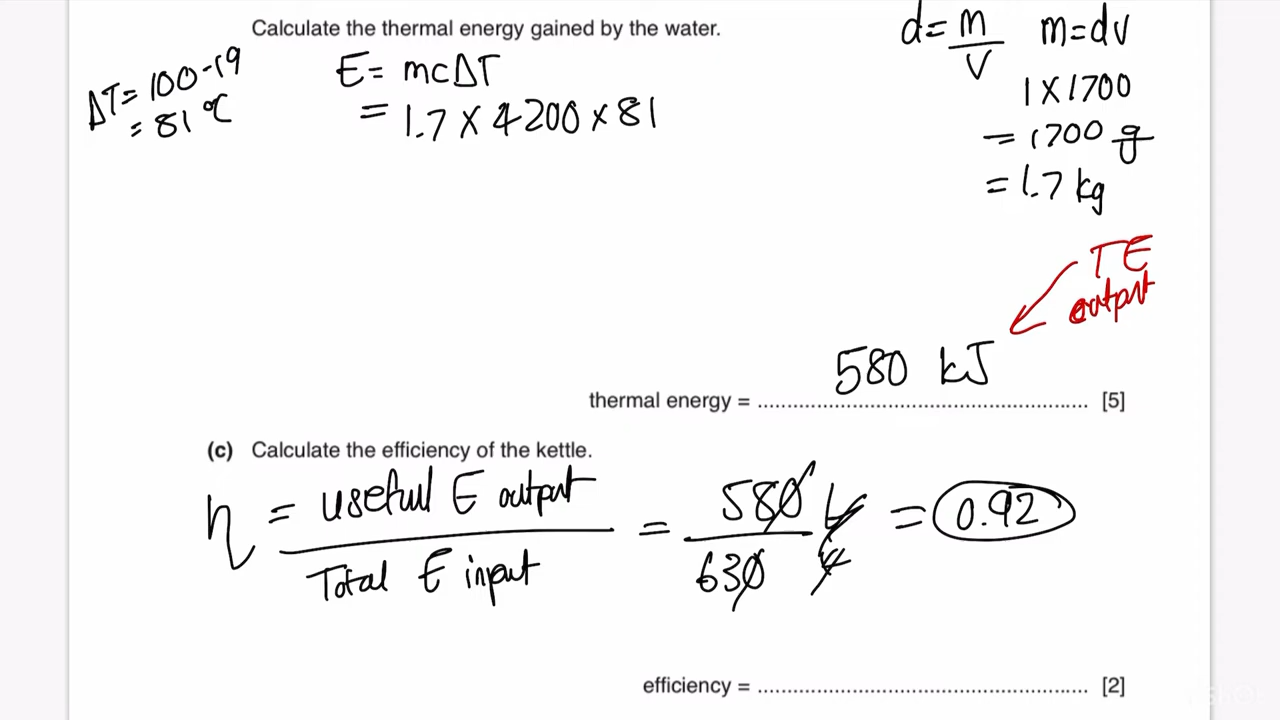 Calculate the thermal energy gained by the water.
ΔT = 100-19
= 81 °C
E = mcΔT
= 1.7 × 4200 × 81
d = m/V m = dv
1 × 1700
= 1700 g
= 1.7 kg
TE
output
580 kJ
thermal energy = ........................................................ [5]
(c) Calculate the efficiency of the kettle.
η = useful E output / Total E input = 580 k / 630 k = 0.92
efficiency = ........................................................ [2]